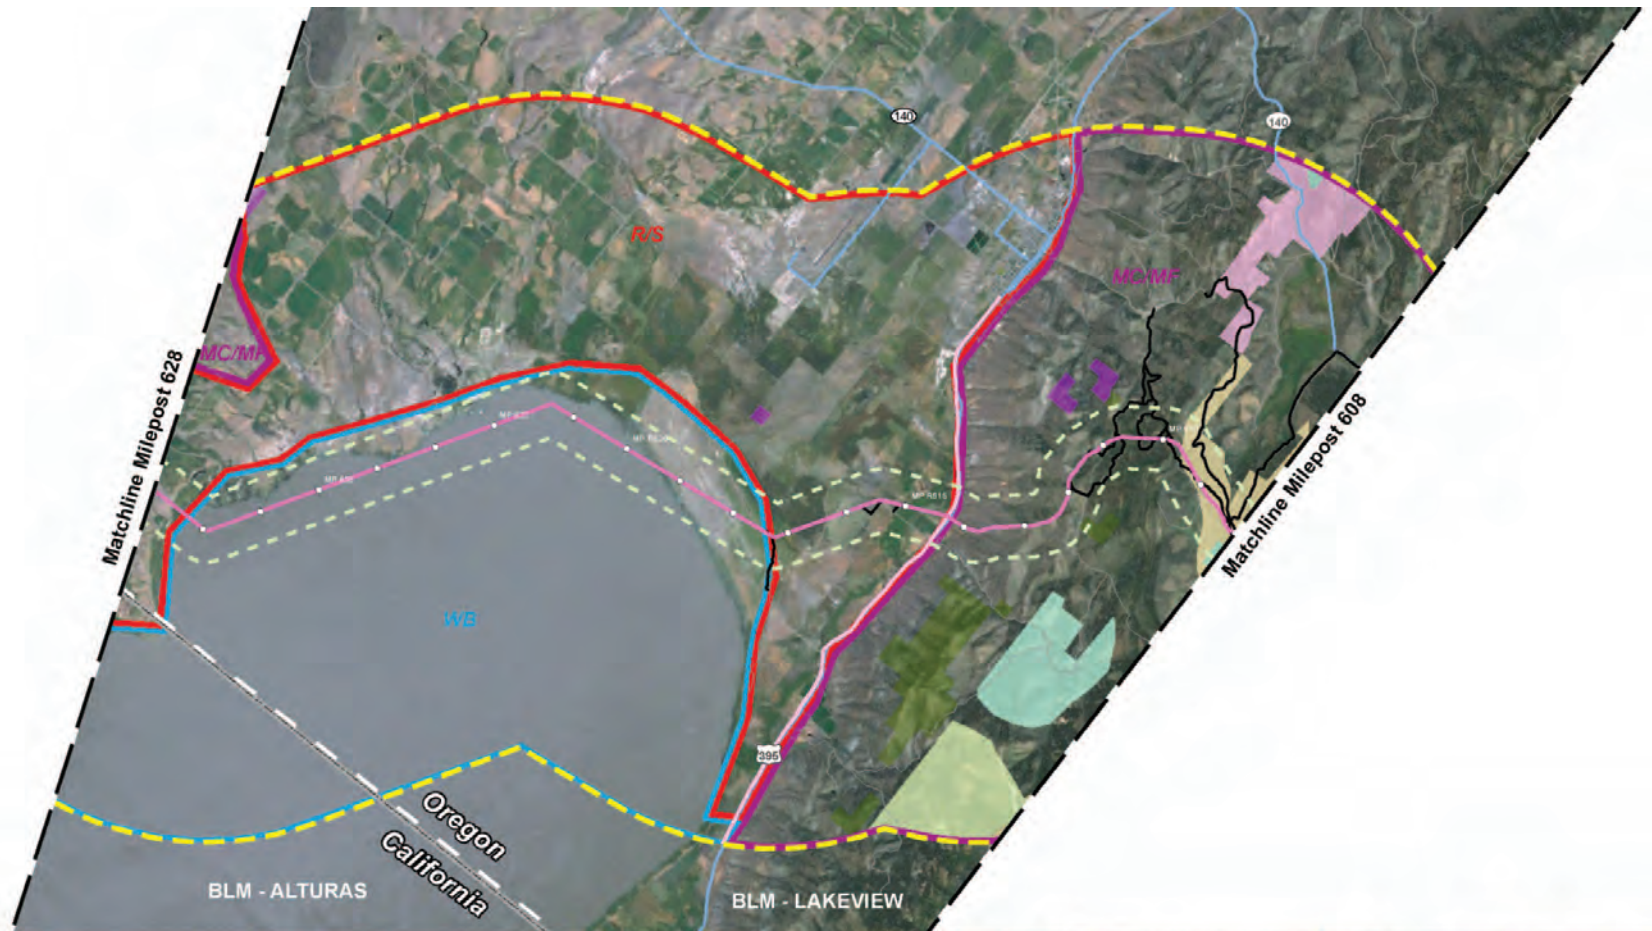 140
140
R/S
MC/MF
MC/MF
Matchline Milepost 628
Matchline Milepost 608
WB
395
Oregon
California
BLM - ALTURAS
BLM - LAKEVIEW